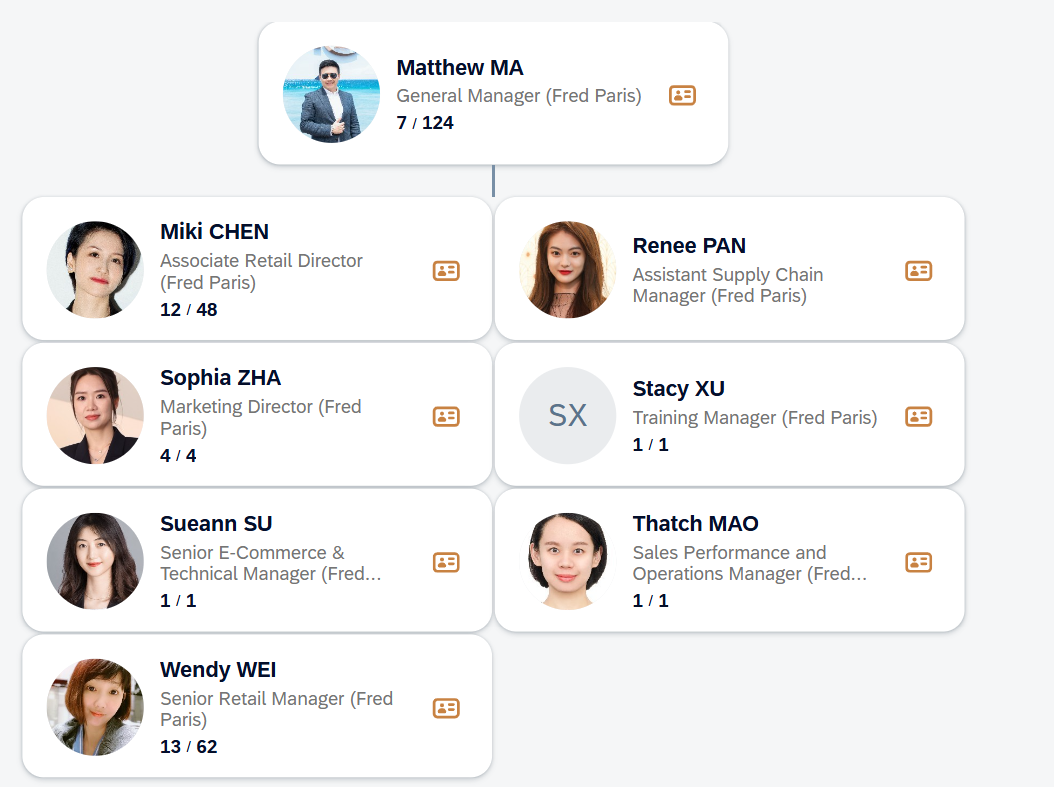 Matthew MA
General Manager (Fred Paris)
7 / 124
Miki CHEN
Associate Retail Director
(Fred Paris)
12 / 48
Renee PAN
Assistant Supply Chain
Manager (Fred Paris)
Sophia ZHA
Marketing Director (Fred
Paris)
4 / 4
SX
Stacy XU
Training Manager (Fred Paris)
1 / 1
Sueann SU
Senior E-Commerce &
Technical Manager (Fred...
1 / 1
Thatch MAO
Sales Performance and
Operations Manager (Fred...
1 / 1
Wendy WEI
Senior Retail Manager (Fred
Paris)
13 / 62